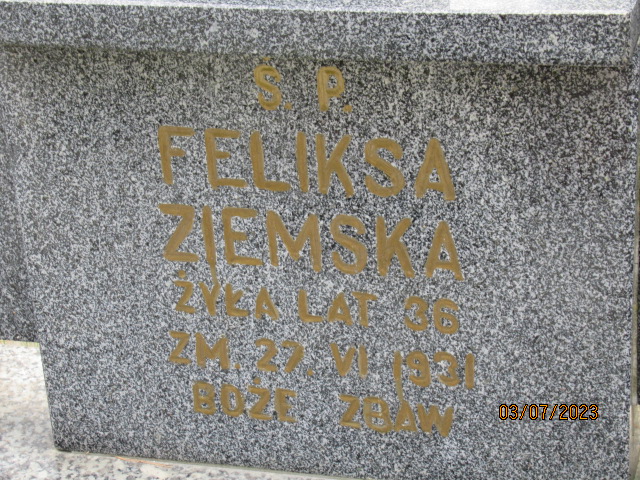 Ś. P.
FELIKSA
ZIEMSKA
ŻYŁA LAT 36
ZM. 27. VI 1931
BOŻE ZBAW
03/07/2023